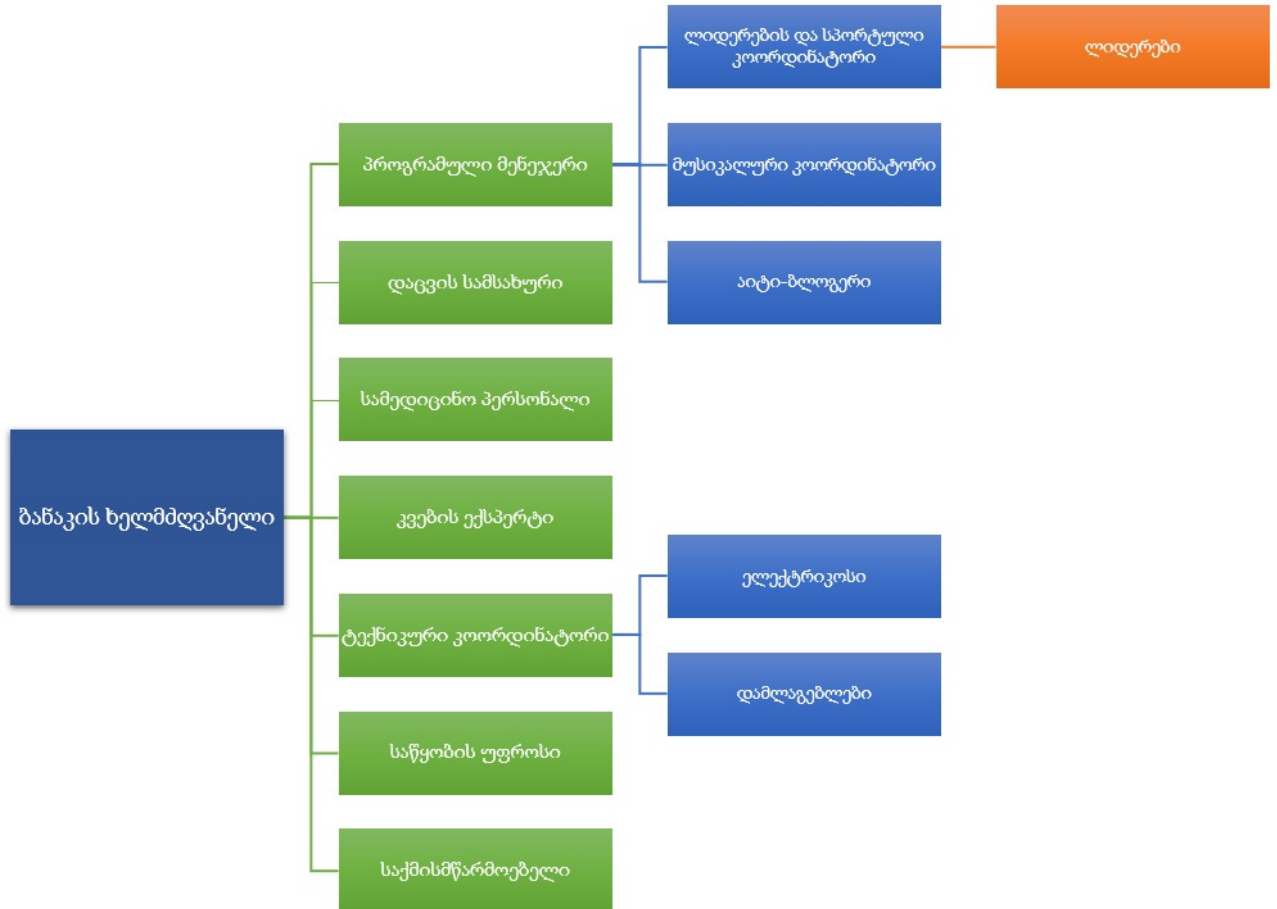 ლიდერების და სპორტული
კოორდინატორი
ლიდერები
პროგრამული მენეჯერი
მუსიკალური კოორდინატორი
დაცვის სამსახური
აიტი-ბლოგერი
სამედიცინო პერსონალი
ბანაკის ხელმძღვანელი
კვების ექსპერტი
ელექტრიკოსი
ტექნიკური კოორდინატორი
დამლაგებლები
საწყობის უფროსი
საქმისმწარმოებელი